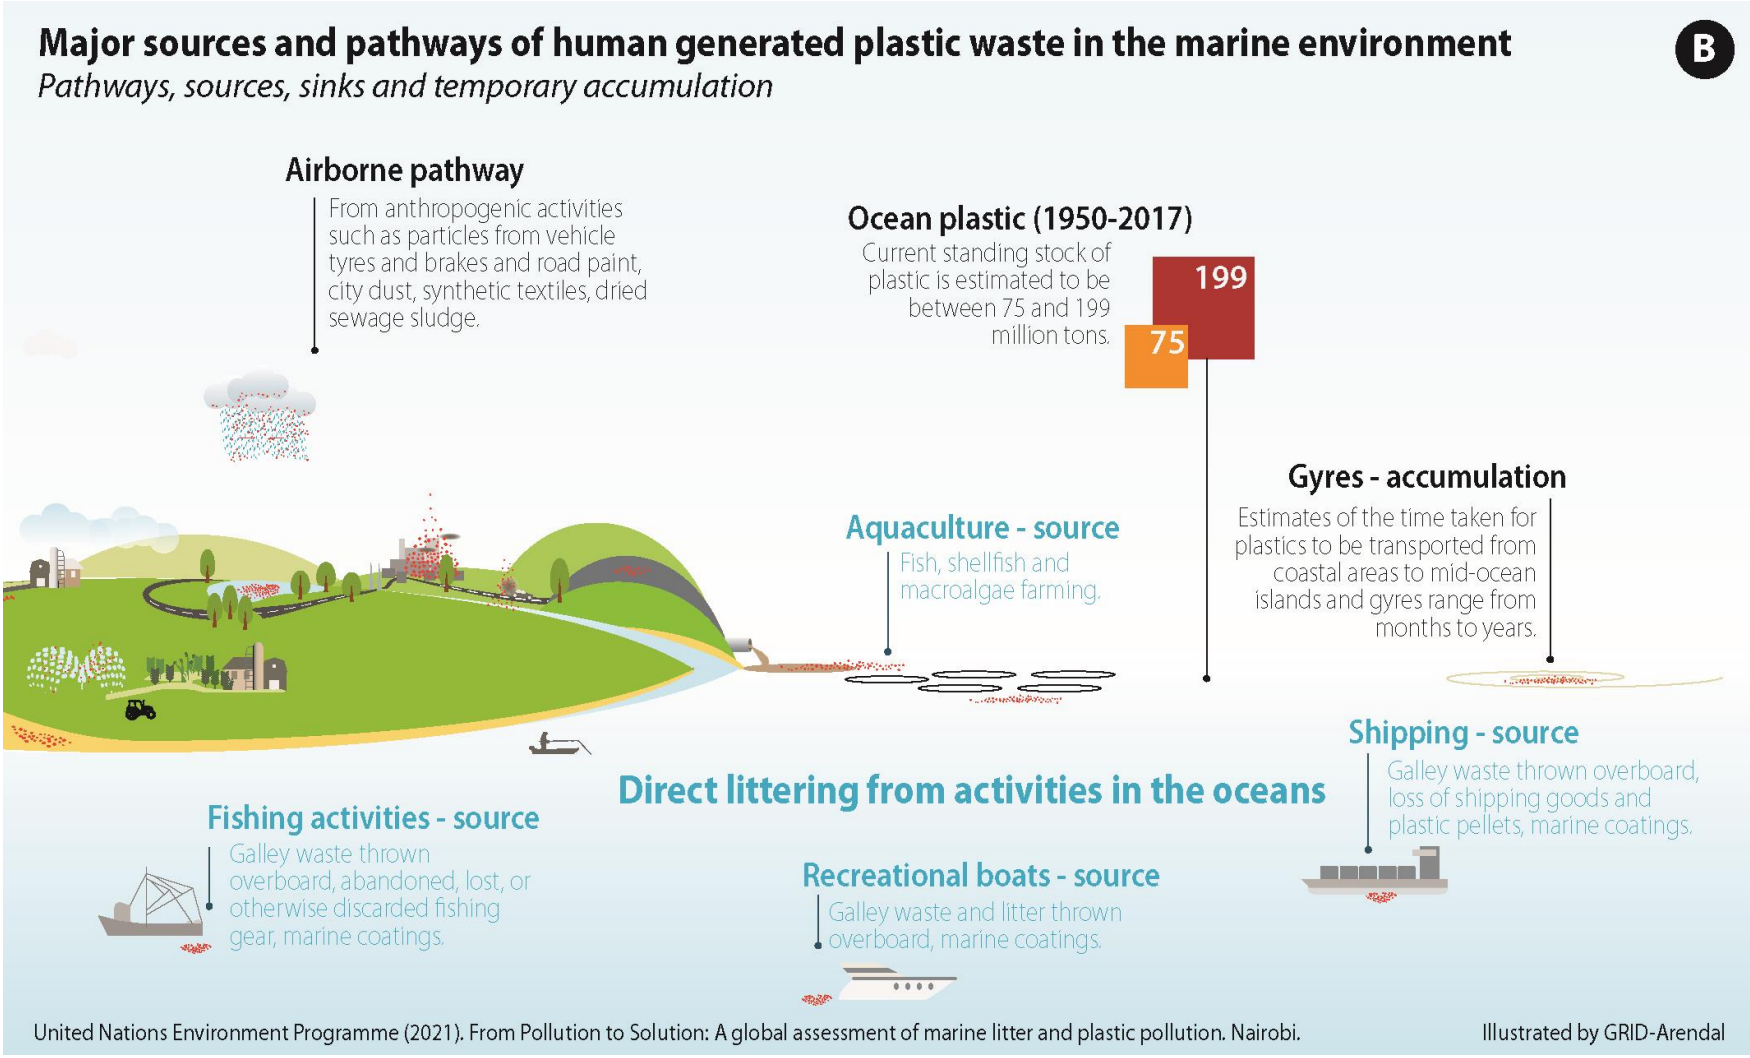 Major sources and pathways of human generated plastic waste in the marine environment
B
Pathways, sources, sinks and temporary accumulation
Airborne pathway
From anthropogenic activities
such as particles from vehicle
tyres and brakes and road paint,
city dust, synthetic textiles, dried
sewage sludge.
Ocean plastic (1950-2017)
Current standing stock of
plastic is estimated to be
between 75 and 199
million tons.
199
75
Gyres - accumulation
Estimates of the time taken for
plastics to be transported from
coastal areas to mid-ocean
islands and gyres range from
months to years.
Aquaculture - source
Fish, shellfish and
macroalgae farming.
Shipping - source
Galley waste thrown overboard,
loss of shipping goods and
plastic pellets, marine coatings.
Direct littering from activities in the oceans
Fishing activities - source
Galley waste thrown
overboard, abandoned, lost, or
otherwise discarded fishing
gear, marine coatings.
Recreational boats - source
Galley waste and litter thrown
overboard, marine coatings.
United Nations Environment Programme (2021). From Pollution to Solution: A global assessment of marine litter and plastic pollution. Nairobi.
Illustrated by GRID-Arendal